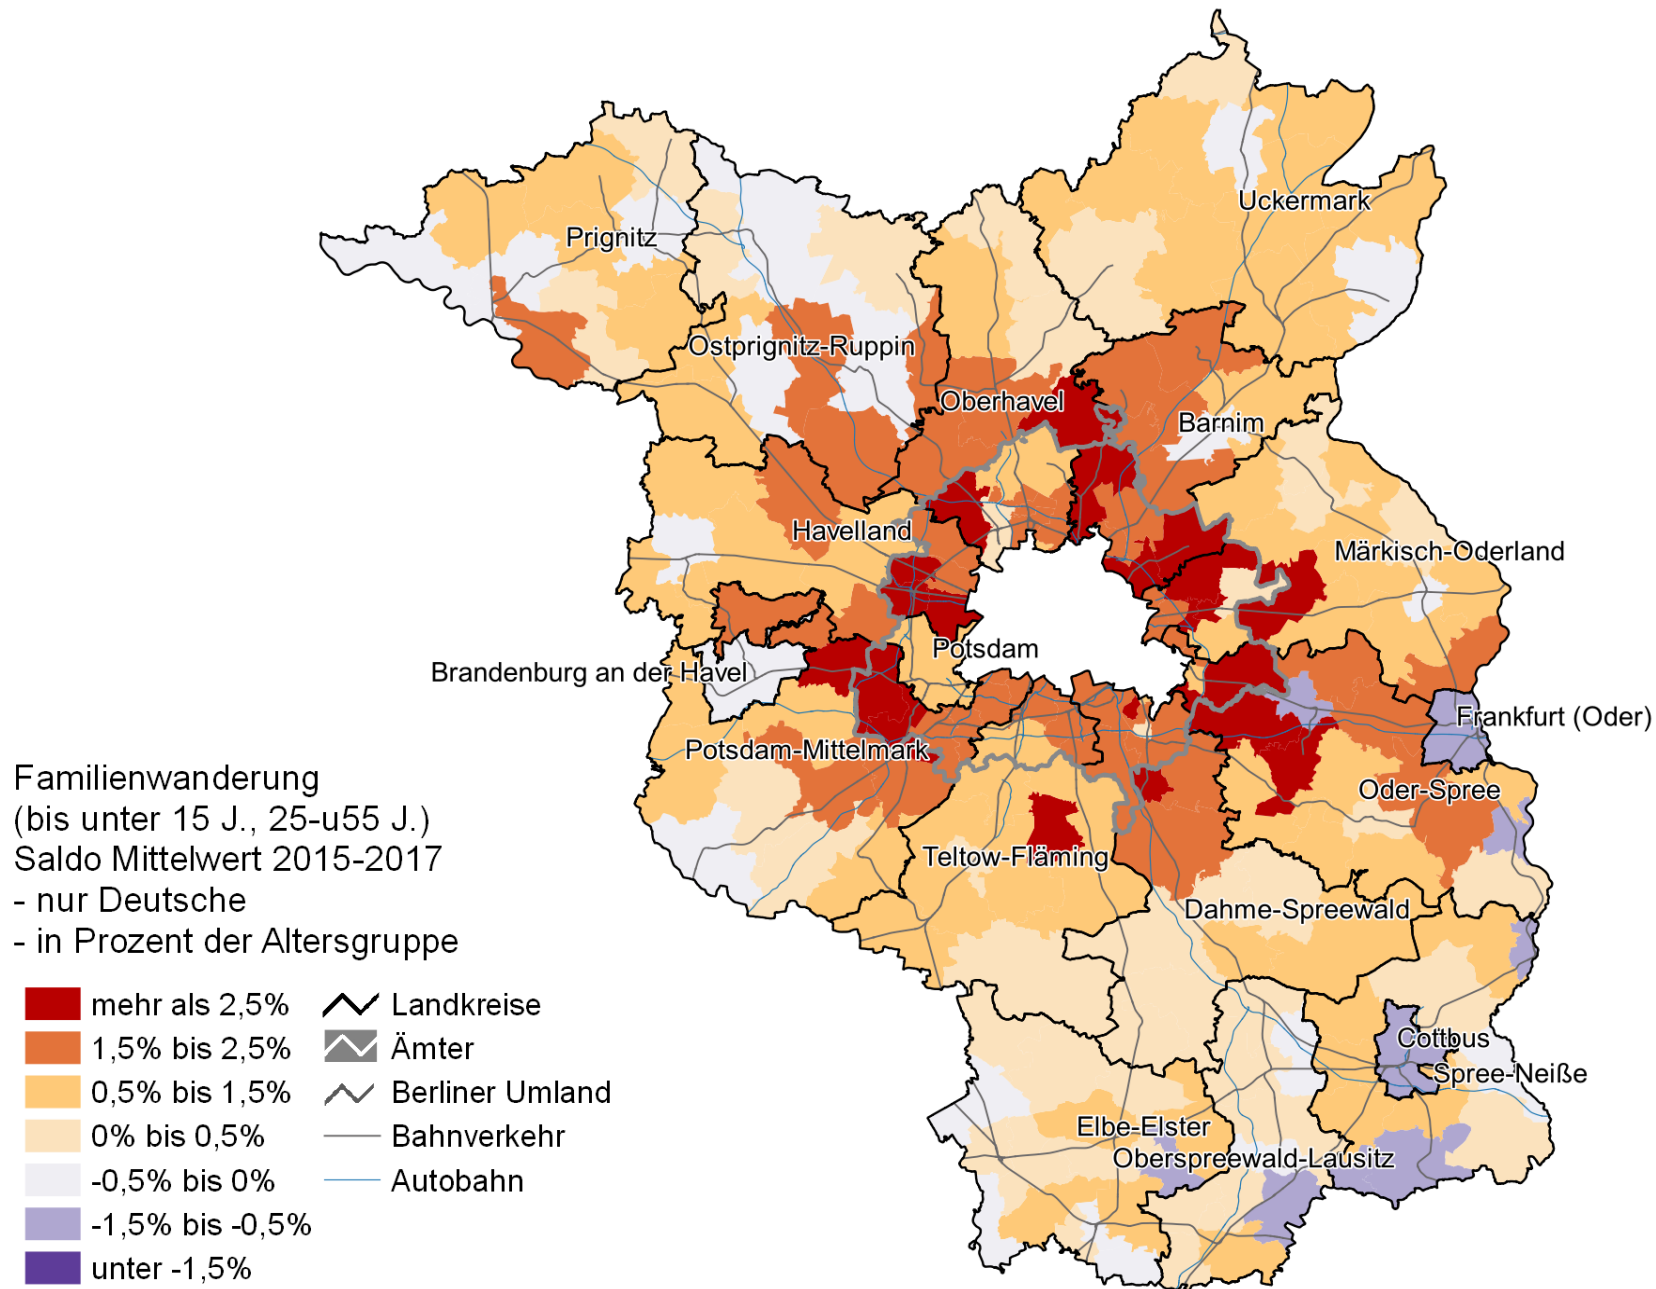 Uckermark
Prignitz
Ostprignitz-Ruppin
Oberhavel
Barnim
Havelland
Märkisch-Oderland
Potsdam
Brandenburg an der Havel
Frankfurt (Oder)
Potsdam-Mittelmark
Oder-Spree
Teltow-Fläming
Dahme-Spreewald
Cottbus
Spree-Neiße
Elbe-Elster
Oberspreewald-Lausitz
Familienwanderung
(bis unter 15 J., 25-u55 J.)
Saldo Mittelwert 2015-2017
- nur Deutsche
- in Prozent der Altersgruppe
mehr als 2,5%
1,5% bis 2,5%
0,5% bis 1,5%
0% bis 0,5%
-0,5% bis 0%
-1,5% bis -0,5%
unter -1,5%
Landkreise
Ämter
Berliner Umland
Bahnverkehr
Autobahn